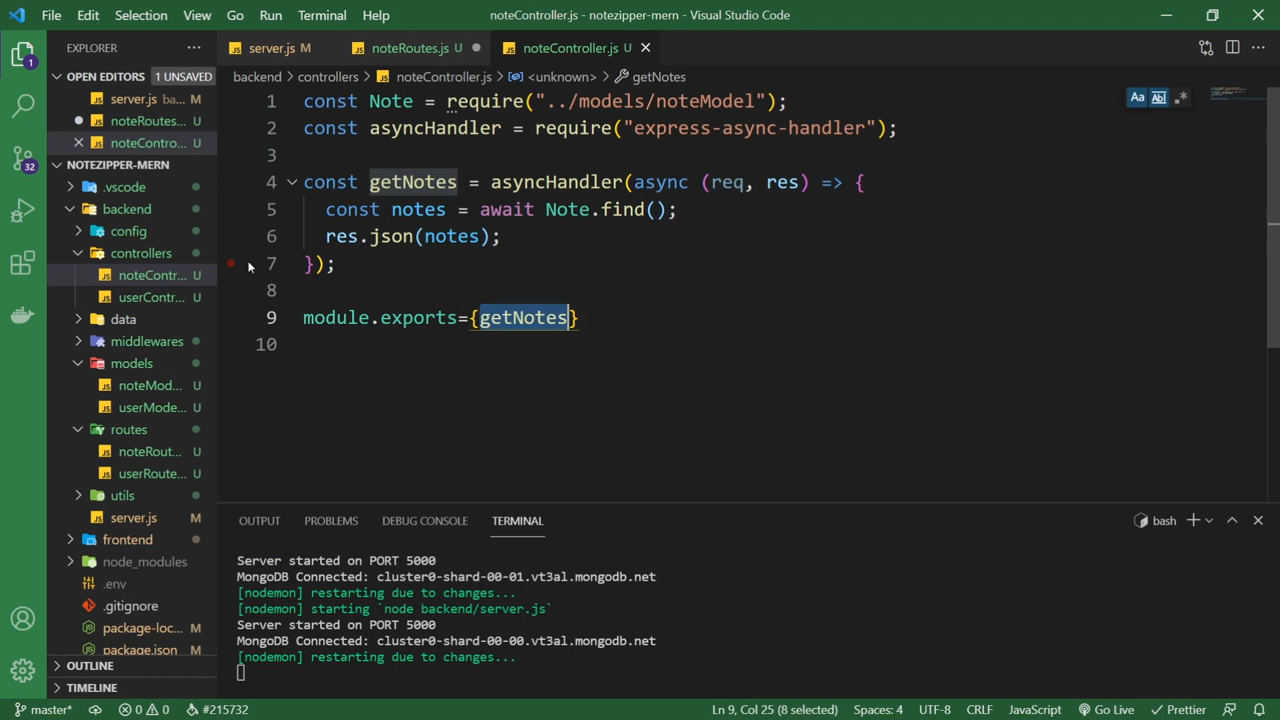 File Edit Selection View Go Run Terminal Help noteController.js - notezipper-mern - Visual Studio Code
EXPLORER
server.js M
noteRoutes.js U
noteController.js U
OPEN EDITORS 1 UNSAVED
backend controllers noteController.js <unknown> getNotes
server.js ba... M
noteRoutes... U
noteContro... U
NOTEZIPPER-MERN
.vscode
backend
config
controllers
noteContr... U
userContr... U
data
middlewares
models
noteMod... U
userMode... U
routes
noteRout... U
userRoute... U
utils
server.js M
frontend
node_modules
.env
.gitignore
package-loc... M
package.json M
OUTLINE
TIMELINE
1 const Note = require("../models/noteModel");
2 const asyncHandler = require("express-async-handler");
3
4 const getNotes = asyncHandler(async (req, res) => {
5 const notes = await Note.find();
6 res.json(notes);
7 });
8
9 module.exports={getNotes}
10
Aa Abl .*
OUTPUT PROBLEMS DEBUG CONSOLE TERMINAL bash
Server started on PORT 5000
MongoDB Connected: cluster0-shard-00-01.vt3al.mongodb.net
[nodemon] restarting due to changes...
[nodemon] starting `node backend/server.js`
Server started on PORT 5000
MongoDB Connected: cluster0-shard-00-00.vt3al.mongodb.net
[nodemon] restarting due to changes...
1
32
master* 0 0 #215732 Ln 9, Col 25 (8 selected) Spaces: 4 UTF-8 CRLF JavaScript Go Live Prettier